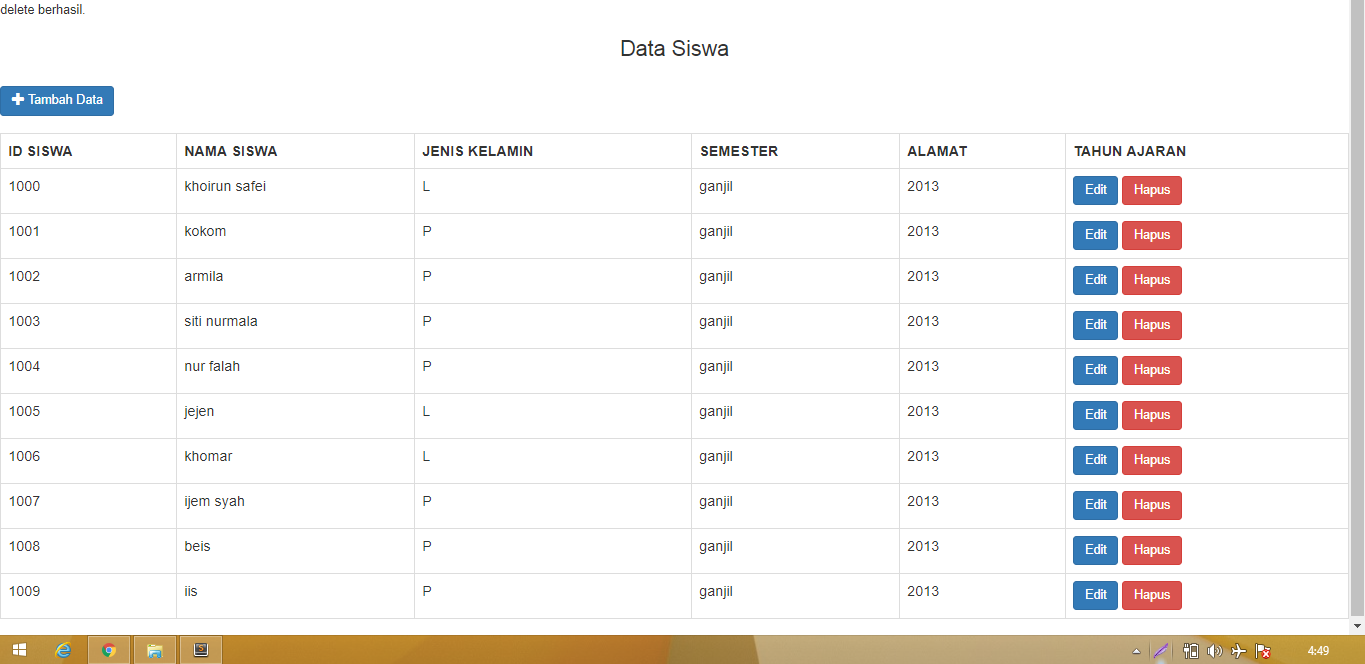 delete berhasil.
Data Siswa
Tambah Data
ID SISWA NAMA SISWA JENIS KELAMIN SEMESTER ALAMAT TAHUN AJARAN
1000 khoirun safei L ganjil 2013 Edit Hapus
1001 kokom P ganjil 2013 Edit Hapus
1002 armila P ganjil 2013 Edit Hapus
1003 siti nurmala P ganjil 2013 Edit Hapus
1004 nur falah P ganjil 2013 Edit Hapus
1005 jejen L ganjil 2013 Edit Hapus
1006 khomar L ganjil 2013 Edit Hapus
1007 ijem syah P ganjil 2013 Edit Hapus
1008 beis P ganjil 2013 Edit Hapus
1009 iis P ganjil 2013 Edit Hapus
4:49